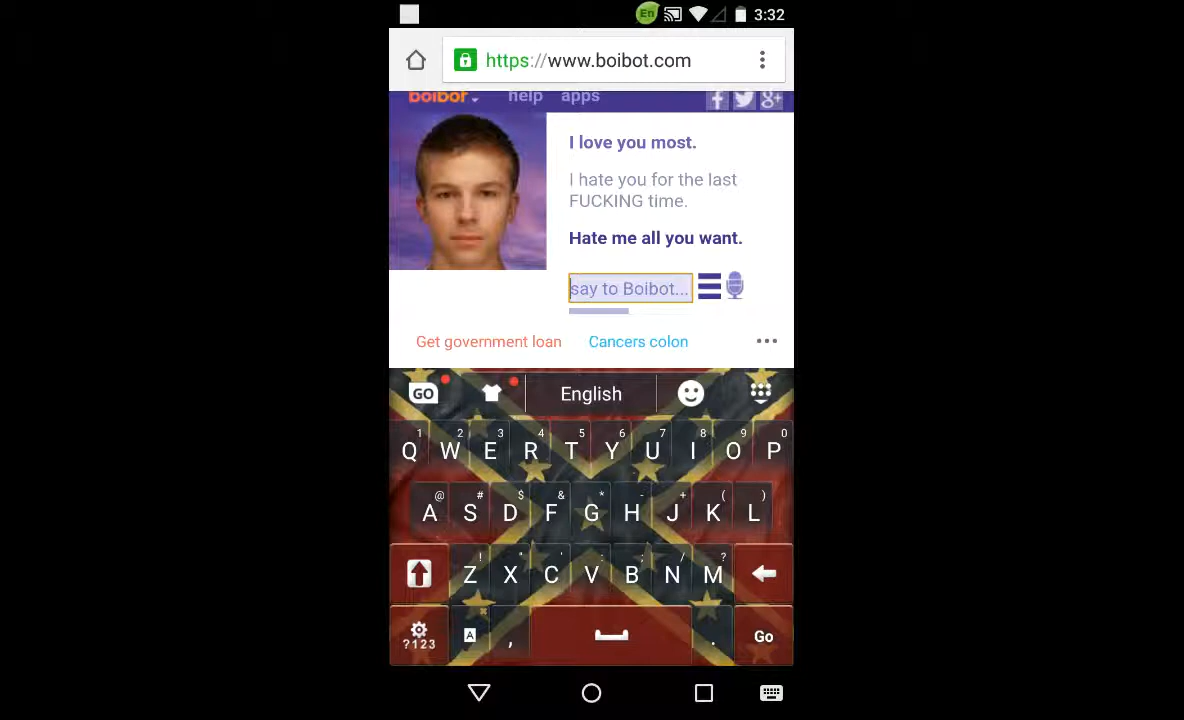 En 3:32
https://www.boibot.com
boibot help apps f g+
I love you most.
I hate you for the last
FUCKING time.
Hate me all you want.
say to Boibot...
Get government loan Cancers colon
GO English
1 2 3 4 5 6 7 8 9 0
Q W E R T Y U I O P
@ # $ & * - + ( )
A S D F G H J K L
! " ' : ; / ?
Z X C V B N M
?123 A , . Go